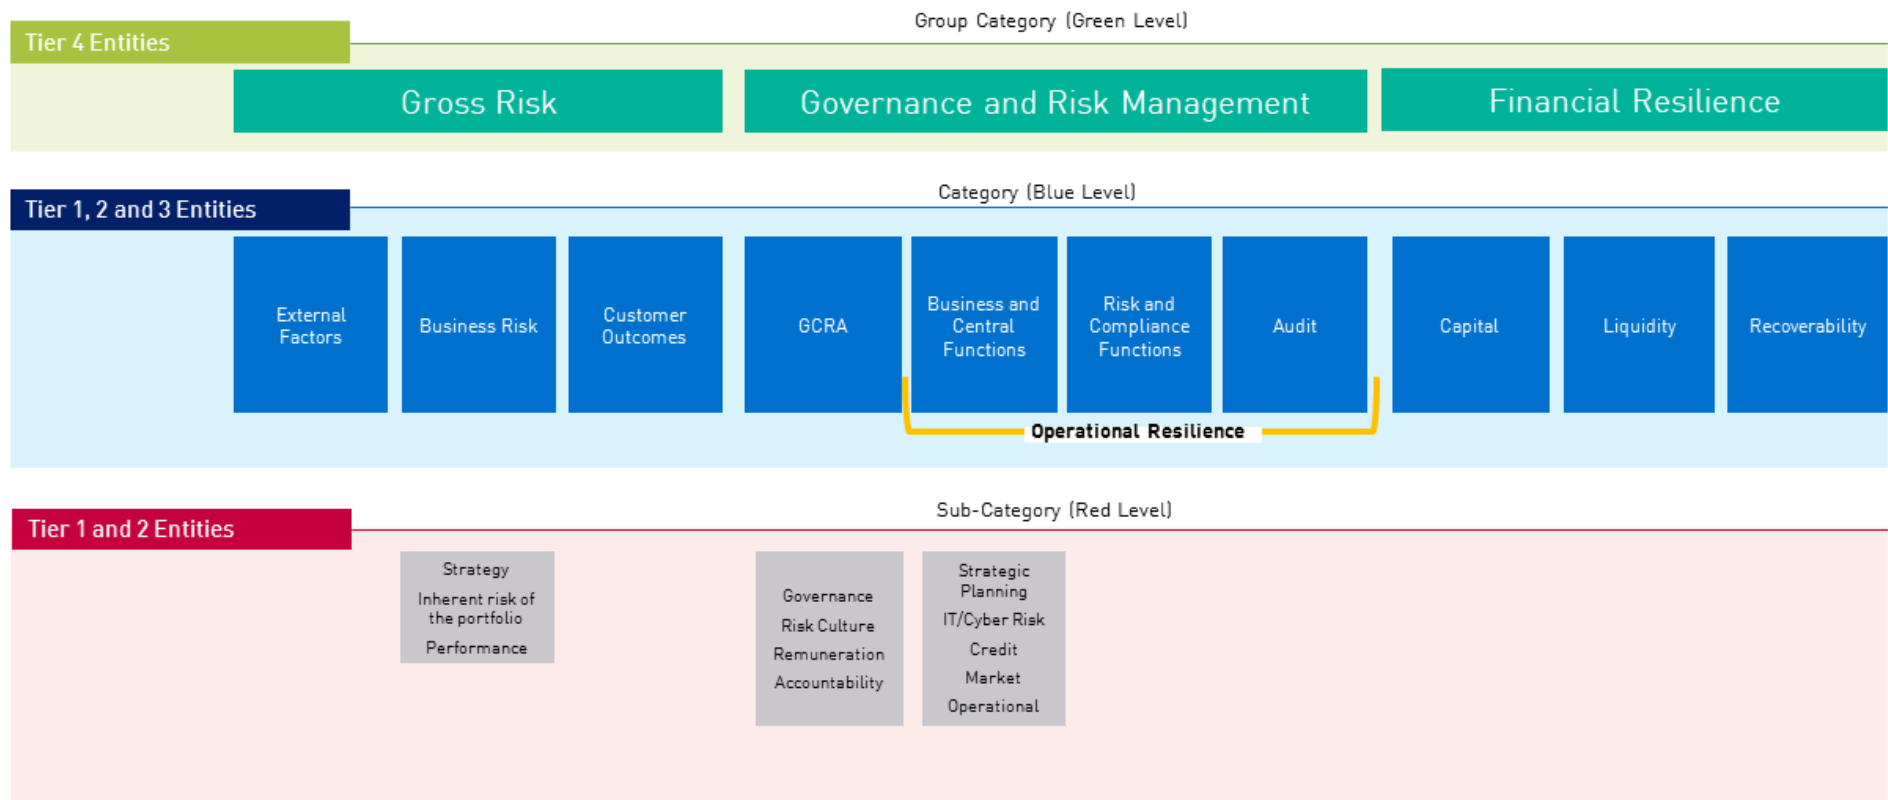 Group Category (Green Level)
Tier 4 Entities
Gross Risk
Governance and Risk Management
Financial Resilience
Category (Blue Level)
Tier 1, 2 and 3 Entities
External
Factors
Business Risk
Customer
Outcomes
GCRA
Business and
Central
Functions
Risk and
Compliance
Functions
Audit
Capital
Liquidity
Recoverability
Operational Resilience
Sub-Category (Red Level)
Tier 1 and 2 Entities
Strategy
Inherent risk of
the portfolio
Performance
Governance
Risk Culture
Remuneration
Accountability
Strategic
Planning
IT/Cyber Risk
Credit
Market
Operational